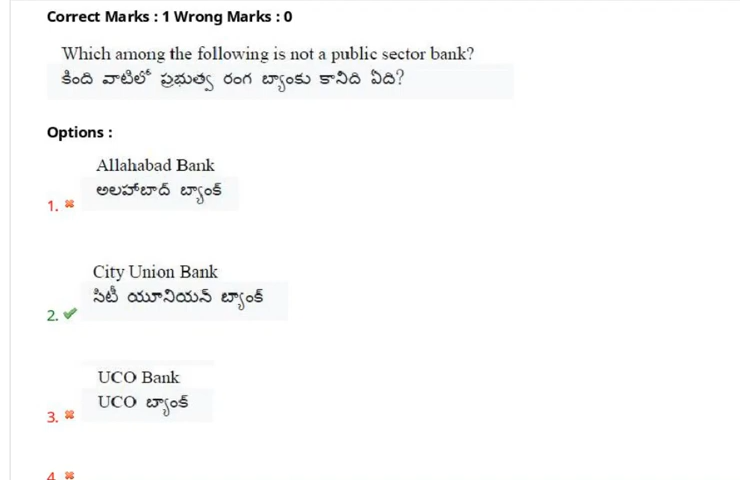 Correct Marks : 1 Wrong Marks : 0
Which among the following is not a public sector bank?
కింది వాటిలో ప్రభుత్వ రంగ బ్యాంకు కానిది ఏది?
Options :
Allahabad Bank
అలహాబాద్ బ్యాంక్
1.
City Union Bank
సిటీ యూనియన్ బ్యాంక్
2.
UCO Bank
UCO బ్యాంక్
3.
4.